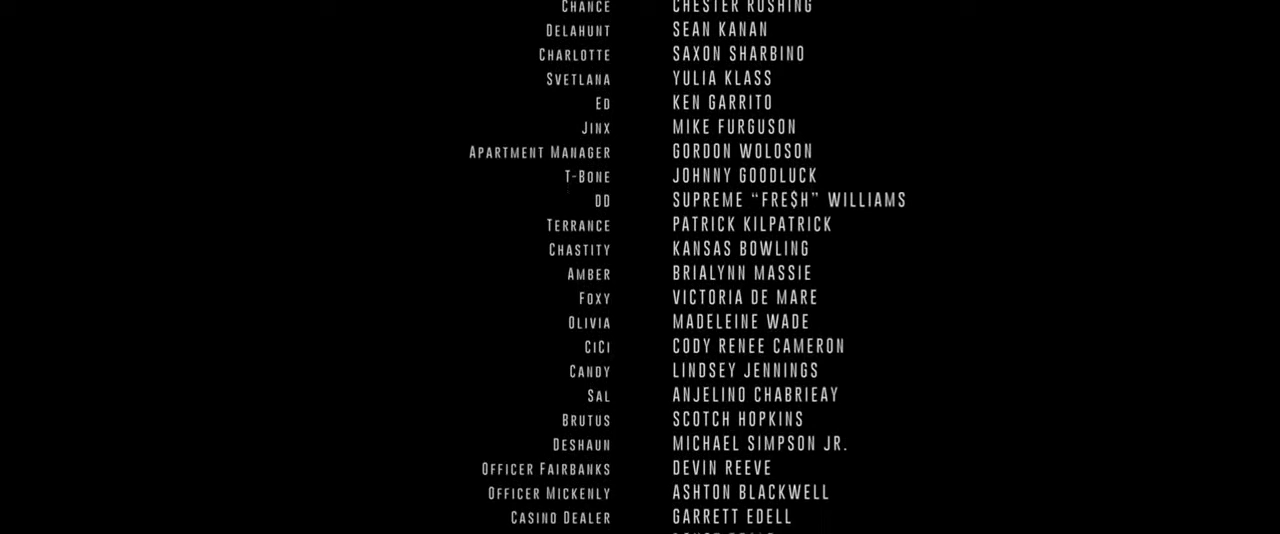 Chance CHESTER RUSHING
Delahunt SEAN KANAN
Charlotte SAXON SHARBINO
Svetlana YULIA KLASS
Ed KEN GARRITO
Jinx MIKE FURGUSON
Apartment Manager GORDON WOLOSON
T-Bone JOHNNY GOODLUCK
DD SUPREME “FRE$H” WILLIAMS
Terrance PATRICK KILPATRICK
Chastity KANSAS BOWLING
Amber BRIALYNN MASSIE
Foxy VICTORIA DE MARE
Olivia MADELEINE WADE
CiCi CODY RENEE CAMERON
Candy LINDSEY JENNINGS
Sal ANJELINO CHABRIEAY
Brutus SCOTCH HOPKINS
Deshaun MICHAEL SIMPSON JR.
Officer Fairbanks DEVIN REEVE
Officer Mickenly ASHTON BLACKWELL
Casino Dealer GARRETT EDELL